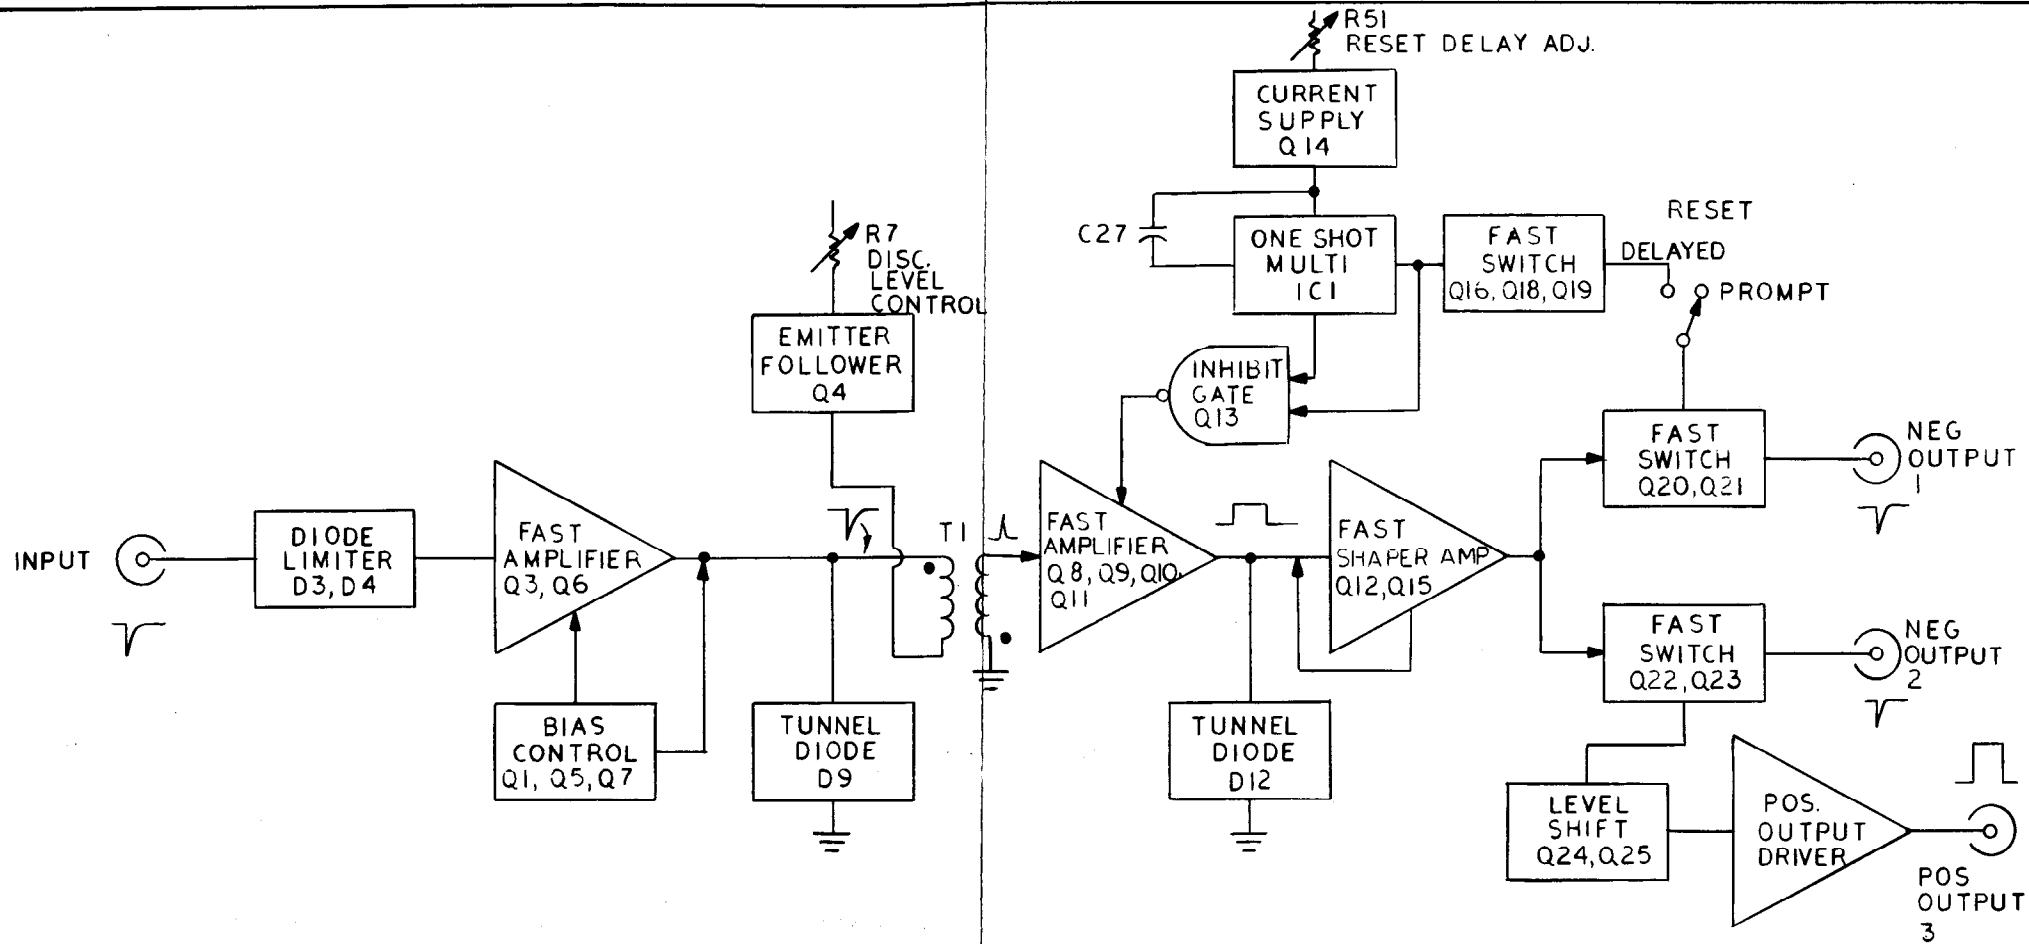 R51
RESET DELAY ADJ.
CURRENT
SUPPLY
Q14
C27
ONE SHOT
MULTI
IC1
FAST
SWITCH
Q16, Q18, Q19
RESET
DELAYED
PROMPT
R7
DISC.
LEVEL
CONTROL
EMITTER
FOLLOWER
Q4
INHIBIT
GATE
Q13
INPUT
DIODE
LIMITER
D3, D4
FAST
AMPLIFIER
Q3, Q6
T1
FAST
AMPLIFIER
Q8, Q9, Q10,
Q11
FAST
SHAPER AMP
Q12, Q15
FAST
SWITCH
Q20, Q21
NEG
OUTPUT
1
FAST
SWITCH
Q22, Q23
NEG
OUTPUT
2
BIAS
CONTROL
Q1, Q5, Q7
TUNNEL
DIODE
D9
TUNNEL
DIODE
D12
LEVEL
SHIFT
Q24, Q25
POS.
OUTPUT
DRIVER
POS
OUTPUT
3